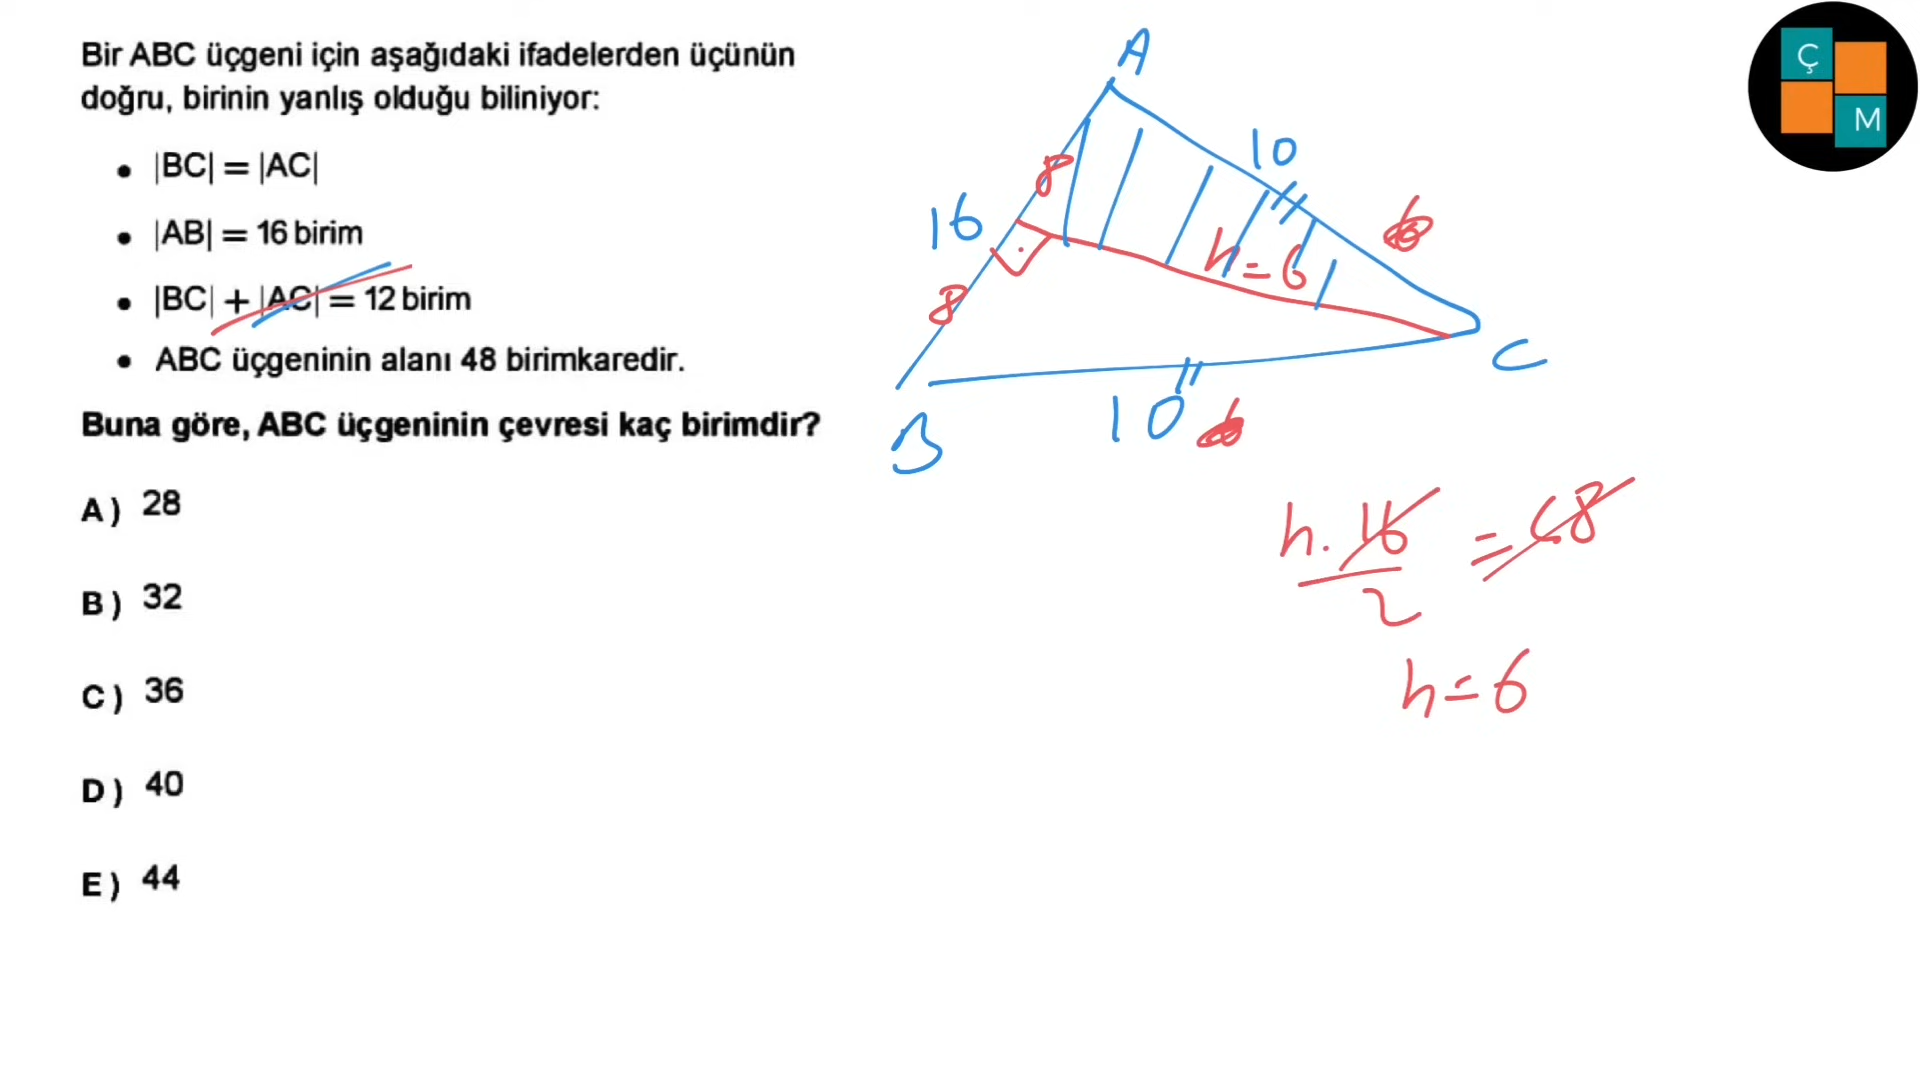 Bir ABC üçgeni için aşağıdaki ifadelerden üçünün
doğru, birinin yanlış olduğu biliniyor:
• |BC| = |AC|
• |AB| = 16 birim
• |BC| + |AC| = 12 birim
• ABC üçgeninin alanı 48 birimkaredir.
Buna göre, ABC üçgeninin çevresi kaç birimdir?
A) 28
B) 32
C) 36
D) 40
E) 44
A
10
8
16
h=6
8
C
10
B
h.16
= 48
2
h=6
Ç
M